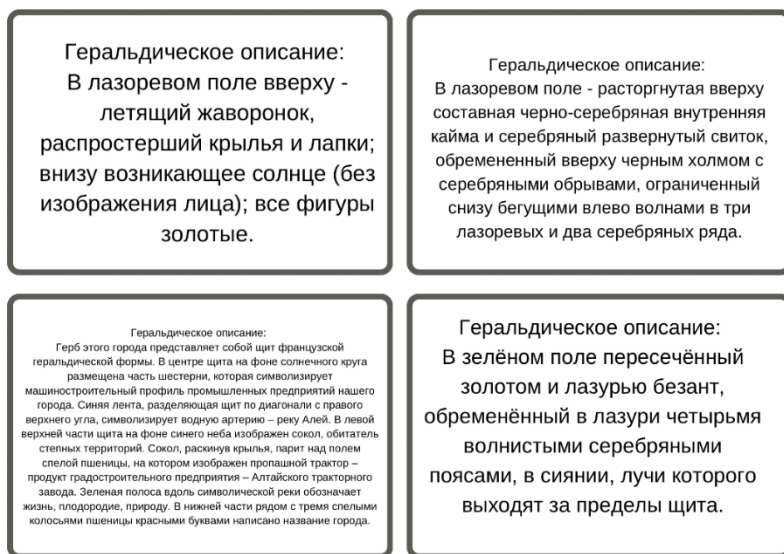 Геральдическое описание:
В лазоревом поле вверху -
летящий жаворонок,
распростерший крылья и лапки;
внизу возникающее солнце (без
изображения лица); все фигуры
золотые.
Геральдическое описание:
В лазоревом поле - расторгнутая вверху
составная черно-серебряная внутренняя
кайма и серебряный развернутый свиток,
обремененный вверху черным холмом с
серебряными обрывами, ограниченный
снизу бегущими влево волнами в три
лазоревых и два серебряных ряда.
Геральдическое описание:
Герб этого города представляет собой щит французской
геральдической формы. В центре щита на фоне солнечного круга
размещена часть шестерни, которая символизирует
машиностроительный профиль промышленных предприятий нашего
города. Синяя лента, разделяющая щит по диагонали с правого
верхнего угла, символизирует водную артерию – реку Алей. В левой
верхней части щита на фоне синего неба изображен сокол, обитатель
степных территорий. Сокол, раскинув крылья, парит над полем
спелой пшеницы, на котором изображен пропашной трактор –
продукт градостроительного предприятия – Алтайского тракторного
завода. Зеленая полоса вдоль символической реки обозначает
жизнь, плодородие, природу. В нижней части рядом с тремя спелыми
колосьями пшеницы красными буквами написано название города.
Геральдическое описание:
В зелёном поле пересечённый
золотом и лазурью безант,
обременённый в лазури четырьмя
волнистыми серебряными
поясами, в сиянии, лучи которого
выходят за пределы щита.